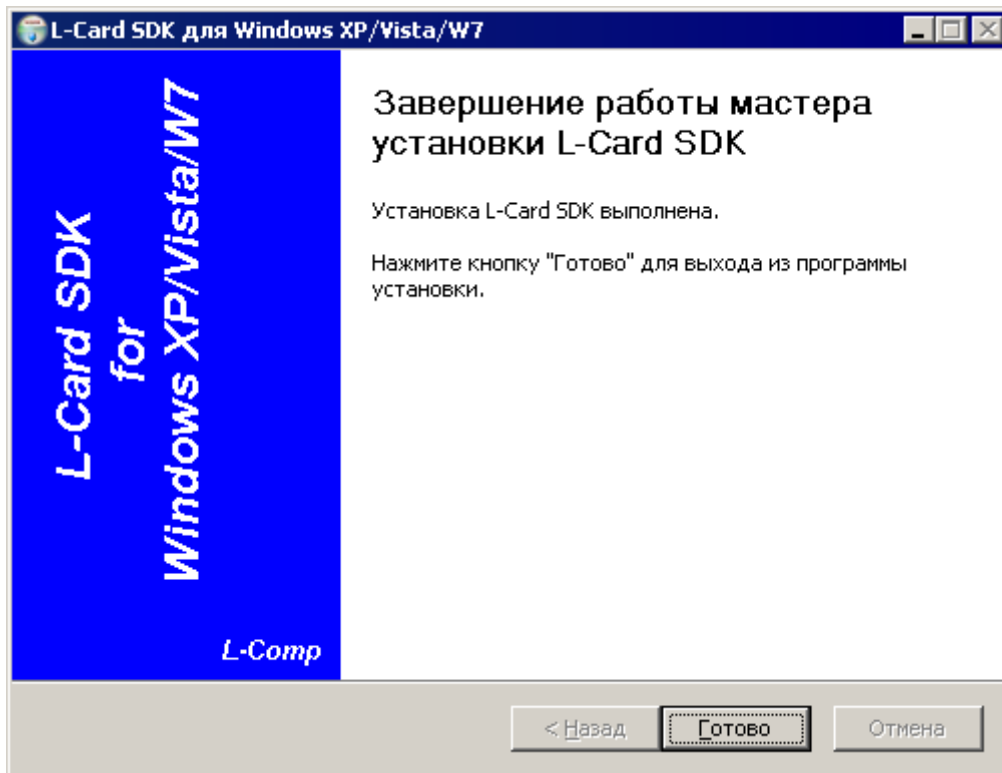 L-Card SDK для Windows XP/Vista/W7
L-Card SDK
for
Windows XP/Vista/W7
L-Comp
Завершение работы мастера
установки L-Card SDK
Установка L-Card SDK выполнена.
Нажмите кнопку "Готово" для выхода из программы
установки.
< Назад
Готово
Отмена